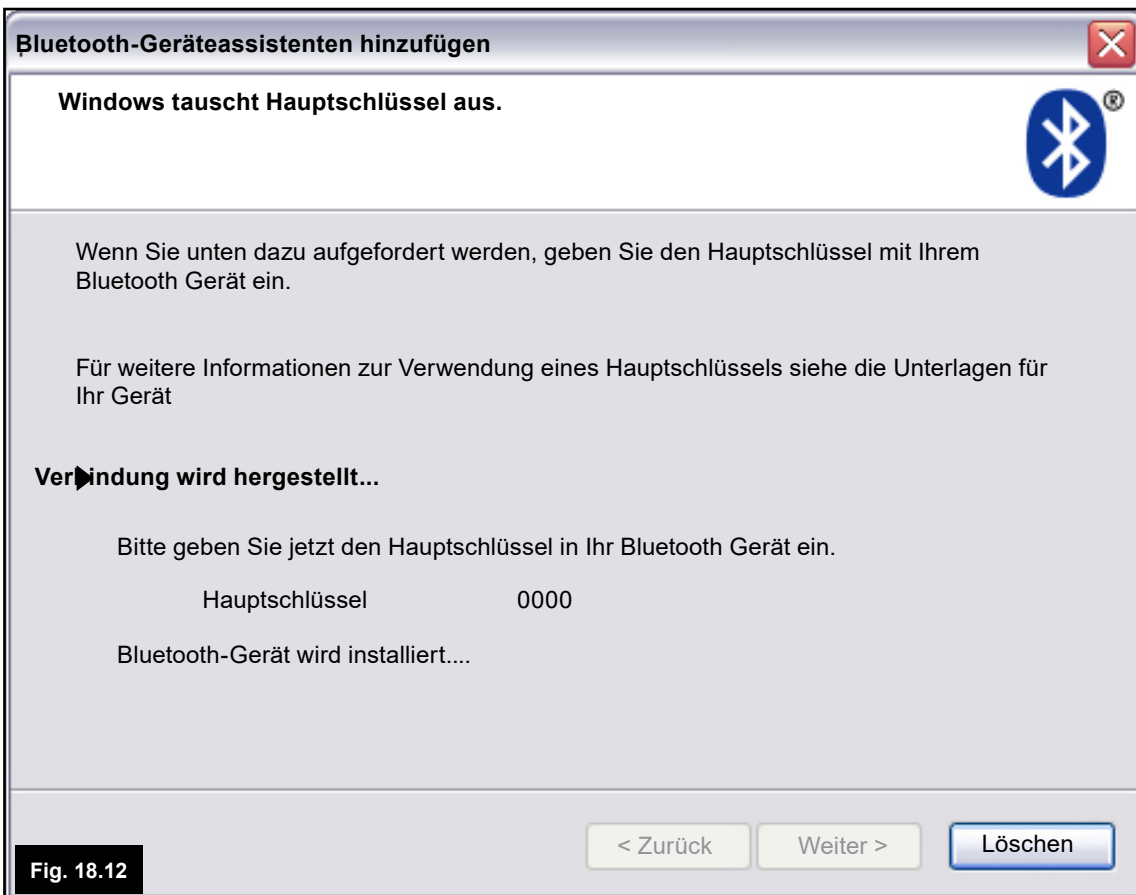 Bluetooth-Geräteassistenten hinzufügen
Windows tauscht Hauptschlüssel aus.
®
Wenn Sie unten dazu aufgefordert werden, geben Sie den Hauptschlüssel mit Ihrem
Bluetooth Gerät ein.
Für weitere Informationen zur Verwendung eines Hauptschlüssels siehe die Unterlagen für
Ihr Gerät
Verbindung wird hergestellt...
Bitte geben Sie jetzt den Hauptschlüssel in Ihr Bluetooth Gerät ein.
Hauptschlüssel 0000
Bluetooth-Gerät wird installiert....
< Zurück Weiter > Löschen
Fig. 18.12